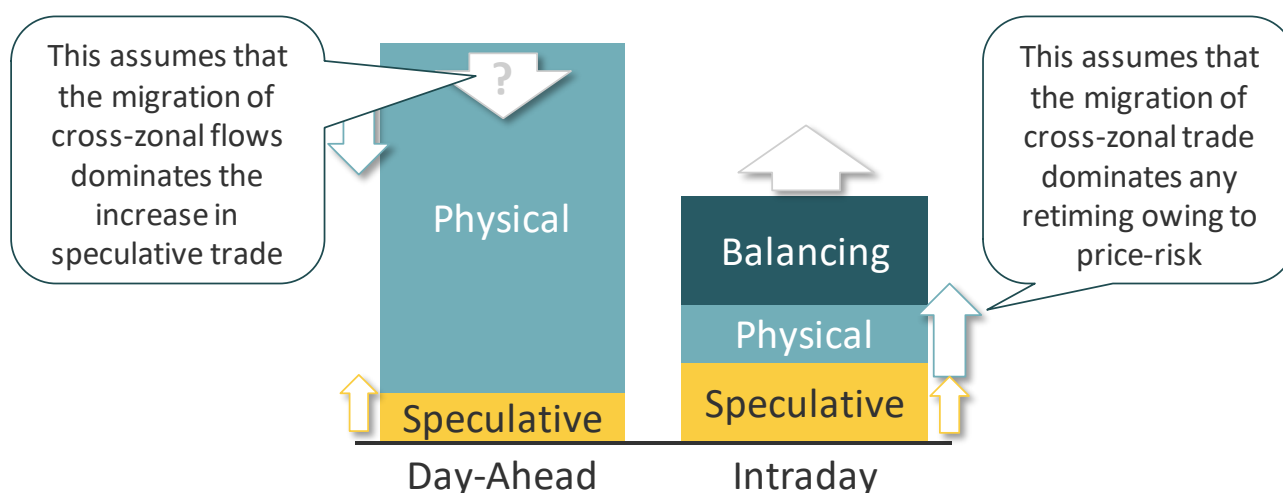 This assumes that
the migration of
cross-zonal flows
dominates the
increase in
speculative trade
?
Physical
Speculative
Day-Ahead
Balancing
Physical
Speculative
Intraday
This assumes that
the migration of
cross-zonal trade
dominates any
retiming owing to
price-risk